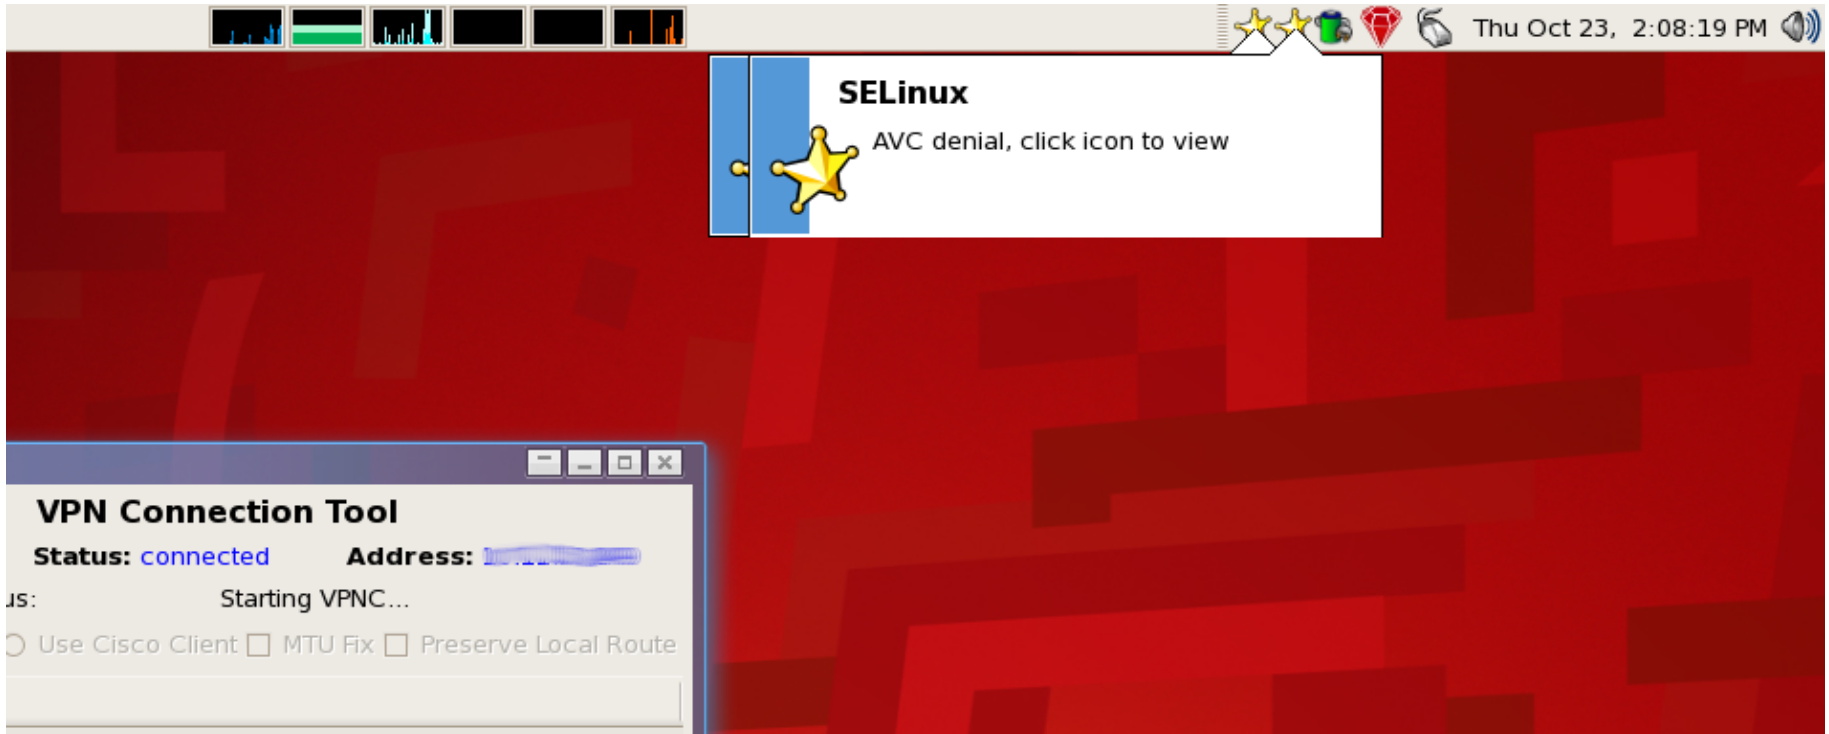 Thu Oct 23, 2:08:19 PM
SELinux
AVC denial, click icon to view
VPN Connection Tool
Status: connected Address:
us: Starting VPNC...
Use Cisco Client MTU Fix Preserve Local Route